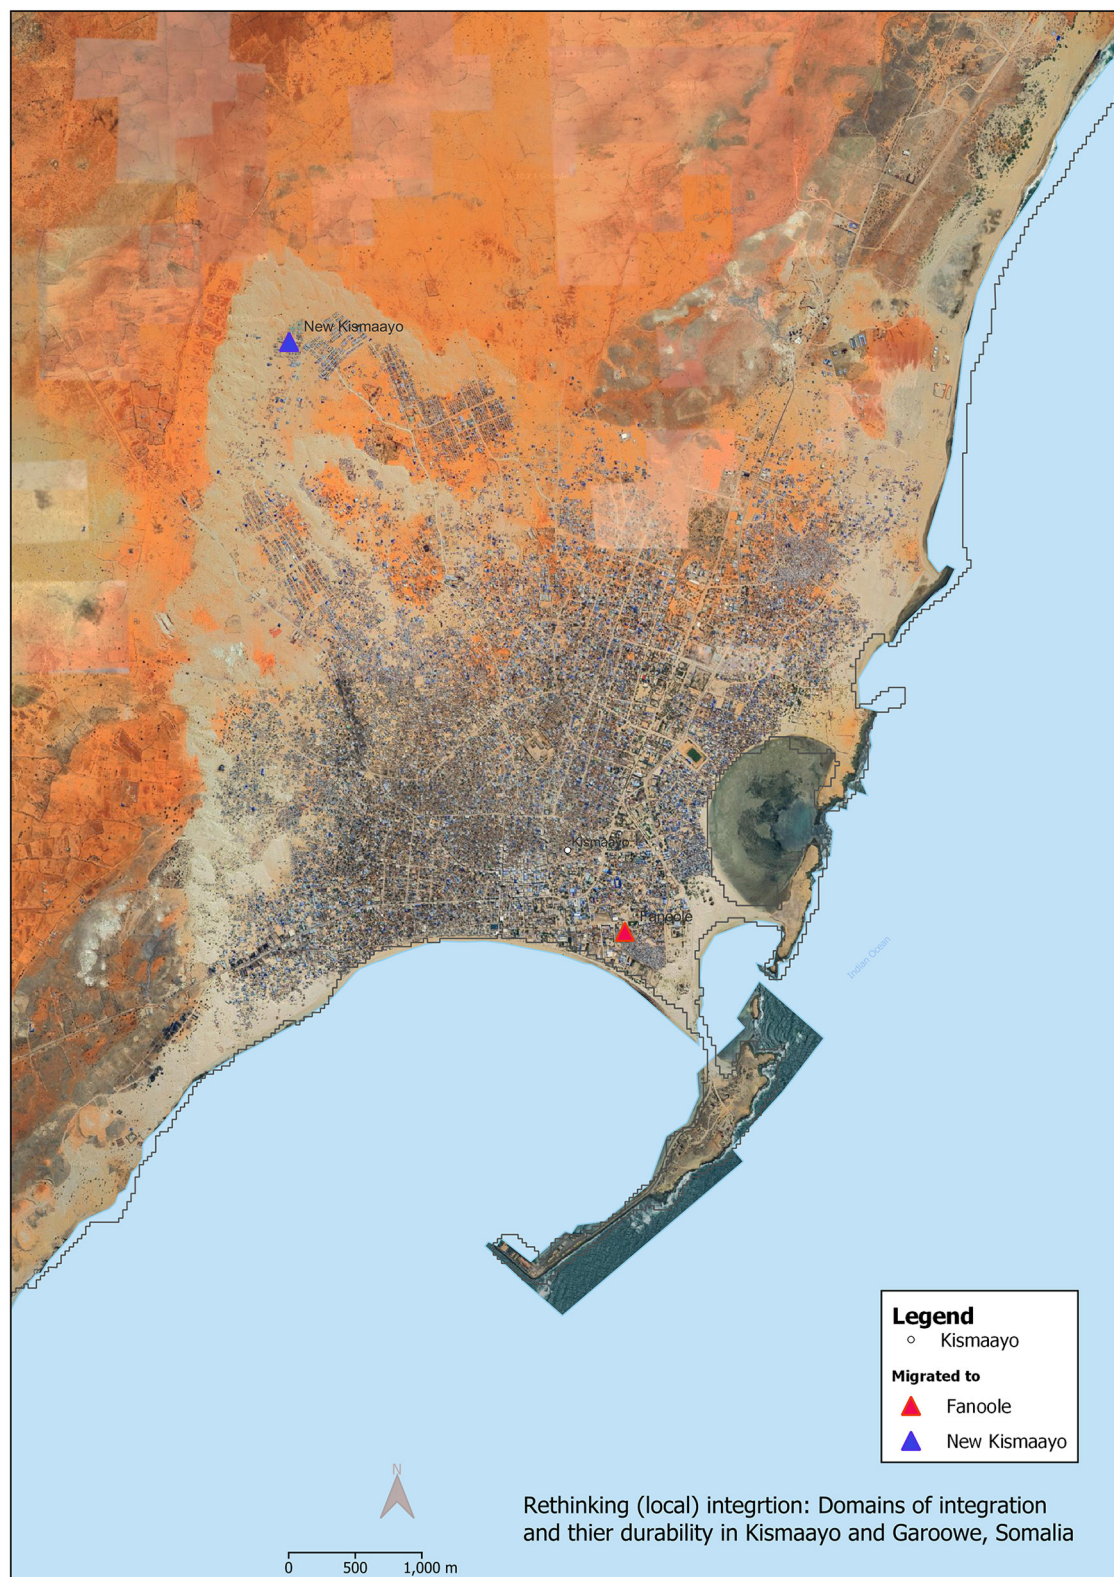 New Kismaayo
Kismaayo
Fanoole
Indian Ocean
Legend
Kismaayo
Migrated to
Fanoole
New Kismaayo
N
Rethinking (local) integrtion: Domains of integration
and thier durability in Kismaayo and Garoowe, Somalia
0 500 1,000 m